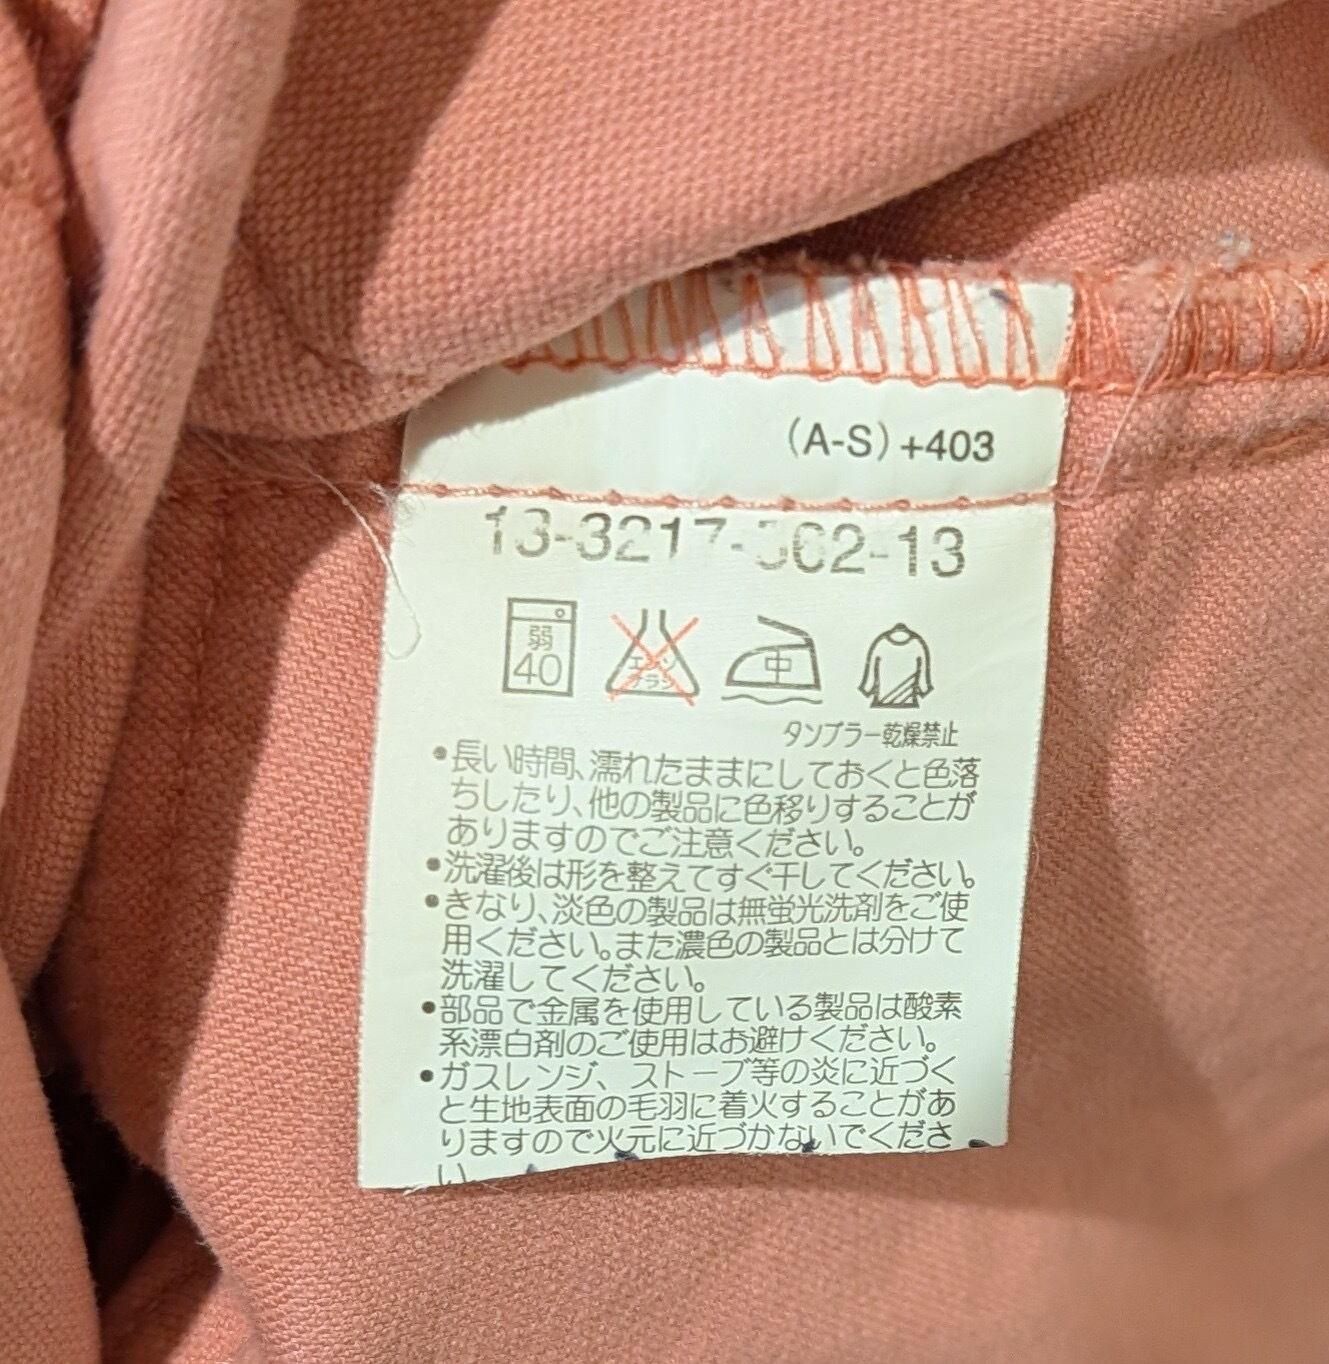 (A-S)+403
弱
40
中
タンブラー乾燥禁止
•長い時間、濡れたままにしておくと色落
ちしたり、他の製品に色移りすることが
ありますのでご注意ください。
•洗濯後は形を整えてすぐ干してください。
•きなり、淡色の製品は無蛍光洗剤をご使
用ください。また濃色の製品とは分けて
洗濯してください。
•部品で金属を使用している製品は酸素
系漂白剤のご使用はお避けください。
•ガスレンジ、ストーブ等の炎に近づく
と生地表面の毛羽に着火することがあ
りますので火元に近づかないでくださ
い